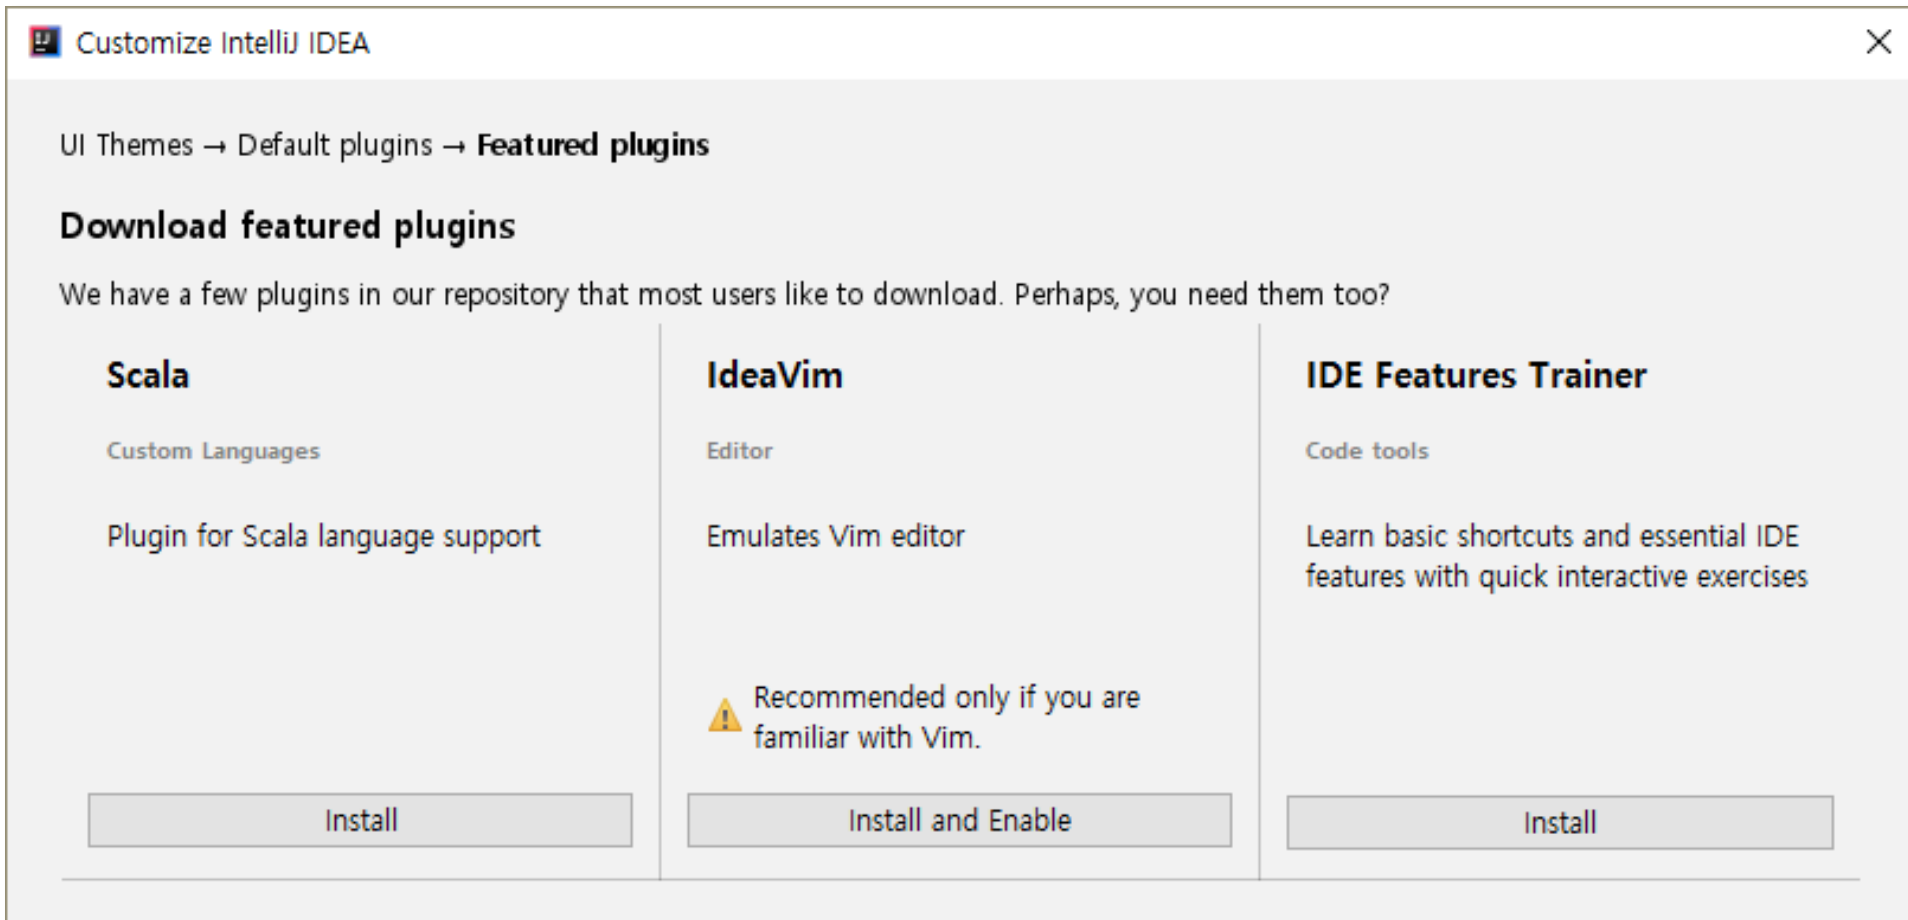 Customize IntelliJ IDEA
UI Themes → Default plugins → Featured plugins
Download featured plugins
We have a few plugins in our repository that most users like to download. Perhaps, you need them too?
Scala
Custom Languages
Plugin for Scala language support
Install
IdeaVim
Editor
Emulates Vim editor
Recommended only if you are
familiar with Vim.
Install and Enable
IDE Features Trainer
Code tools
Learn basic shortcuts and essential IDE
features with quick interactive exercises
Install